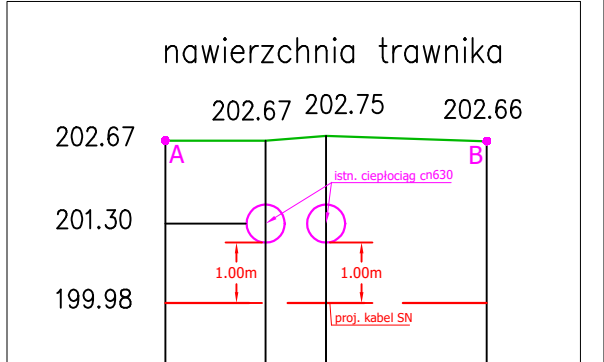 nawierzchnia trawnika
202.67 202.75 202.66
202.67
A
B
istn. ciepłociąg cn630
201.30
1.00m 1.00m
199.98
proj. kabel SN